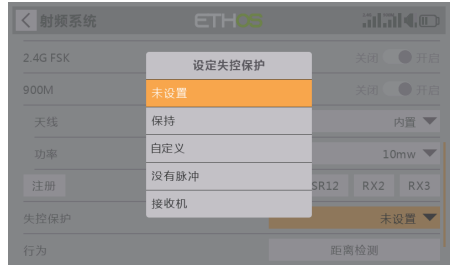 射频系统 ETHOS
2.4G FSK 关闭 开启
900M 关闭 开启
天线 内置
功率 10mw
注册 SR12 RX2 RX3
失控保护 未设置
行为 距离检测
设定失控保护
未设置
保持
自定义
没有脉冲
接收机